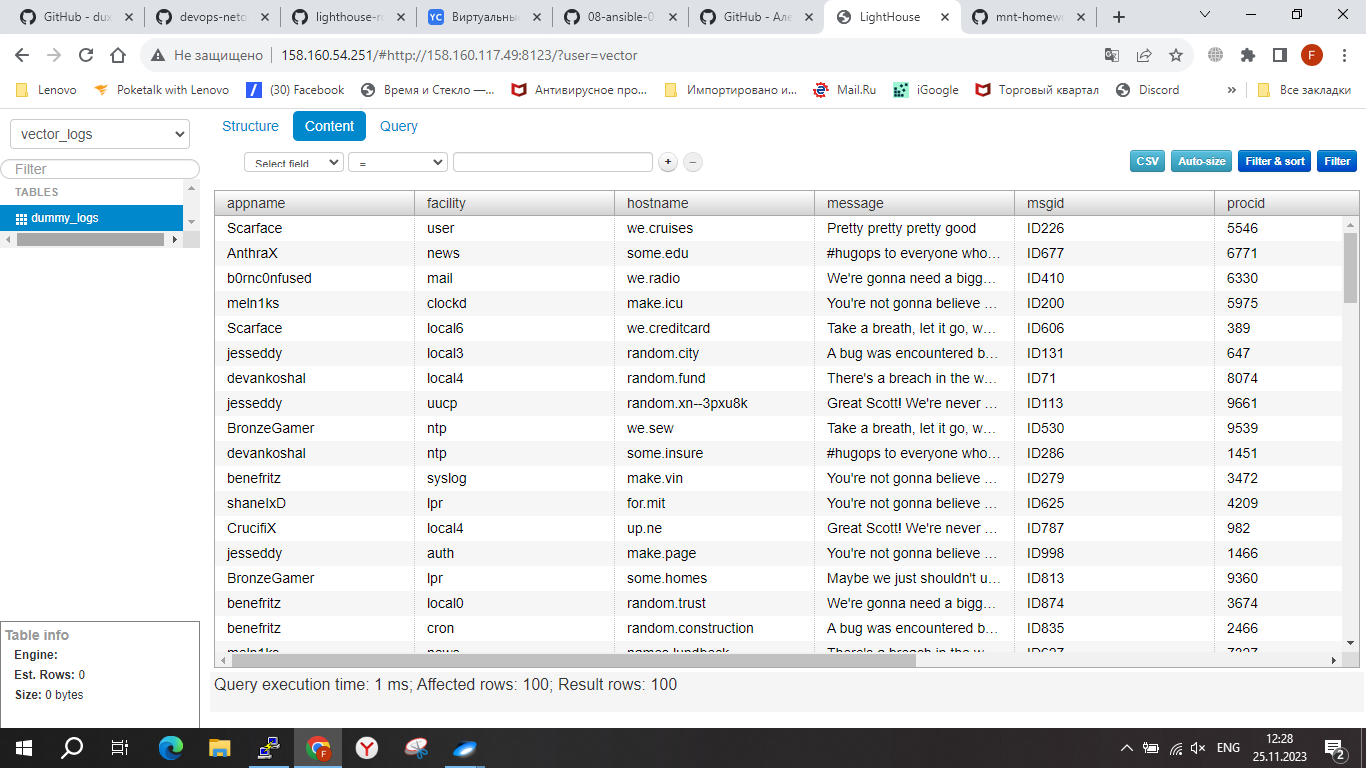 GitHub - dux
devops-neto
lighthouse-ro
YC Виртуальные
08-ansible-0
GitHub - Але
LightHouse
mnt-homew
Не защищено 158.160.54.251/#http://158.160.117.49:8123/?user=vector
F
Lenovo Poketalk with Lenovo (30) Facebook Время и Стекло —... Антивирусное про... Импортировано и... Mail.Ru iGoogle Торговый квартал Discord » Все закладки
vector_logs
Structure Content Query
Filter
Select field = + –
CSV Auto-size Filter & sort Filter
TABLES
dummy_logs
appname facility hostname message msgid procid
Scarface user we.cruises Pretty pretty pretty good ID226 5546
AnthraX news some.edu #hugops to everyone who... ID677 6771
b0rnc0nfused mail we.radio We're gonna need a bigg... ID410 6330
meln1ks clockd make.icu You're not gonna believe ... ID200 5975
Scarface local6 we.creditcard Take a breath, let it go, w... ID606 389
jesseddy local3 random.city A bug was encountered b... ID131 647
devankoshal local4 random.fund There's a breach in the w... ID71 8074
jesseddy uucp random.xn--3pxu8k Great Scott! We're never ... ID113 9661
BronzeGamer ntp we.sew Take a breath, let it go, w... ID530 9539
devankoshal ntp some.insure #hugops to everyone who... ID286 1451
benefritz syslog make.vin You're not gonna believe ... ID279 3472
shaneIxD lpr for.mit You're not gonna believe ... ID625 4209
CrucifiX local4 up.ne Great Scott! We're never ... ID787 982
jesseddy auth make.page You're not gonna believe ... ID998 1466
BronzeGamer lpr some.homes Maybe we just shouldn't u... ID813 9360
benefritz local0 random.trust We're gonna need a bigg... ID874 3674
benefritz cron random.construction A bug was encountered b... ID835 2466
meln1ks news names.lundbeck There's a breach in the w... ID627 7327
Table info
Engine:
Est. Rows: 0
Size: 0 bytes
Query execution time: 1 ms; Affected rows: 100; Result rows: 100
ENG
12:28
25.11.2023
2